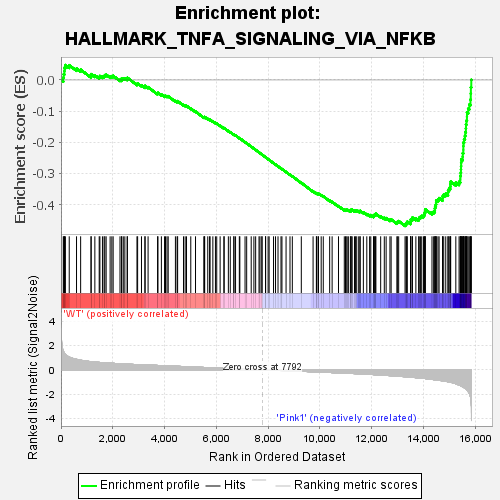 Enrichment plot:
HALLMARK_TNFA_SIGNALING_VIA_NFKB
Enrichment score (ES)
0.0
-0.1
-0.2
-0.3
-0.4
'WT' (positively correlated)
Ranked list metric (Signal2Noise)
4
2
0
-2
-4
Zero cross at 7792
'Pink1' (negatively correlated)
0
2,000
4,000
6,000
8,000
10,000
12,000
14,000
16,000
Rank in Ordered Dataset
Enrichment profile
Hits
Ranking metric scores